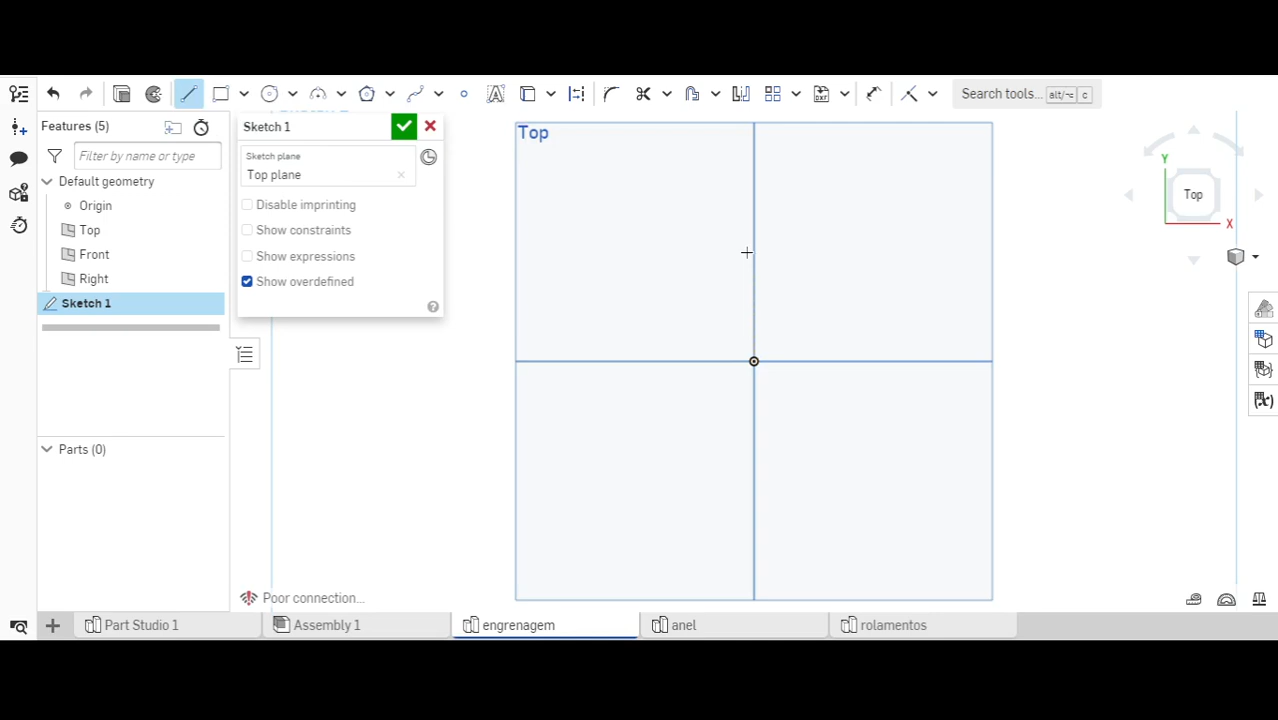 Search tools... alt/⌥ c
Features (5)
Filter by name or type
Default geometry
Origin
Top
Front
Right
Sketch 1
Parts (0)
Sketch 1
Sketch plane
Top plane
Disable imprinting
Show constraints
Show expressions
Show overdefined
Top
Y
Top
X
Poor connection...
Part Studio 1
Assembly 1
engrenagem
anel
rolamentos